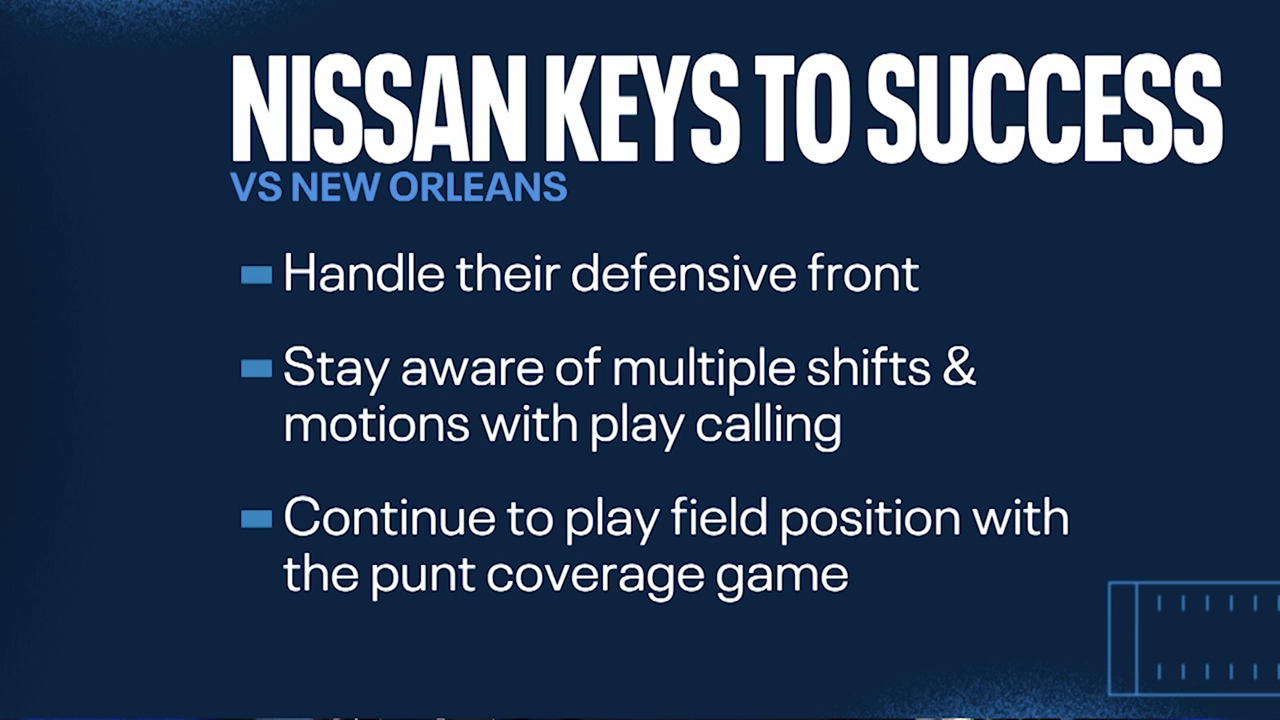 NISSAN KEYS TO SUCCESS
VS NEW ORLEANS
Handle their defensive front
Stay aware of multiple shifts &
motions with play calling
Continue to play field position with
the punt coverage game